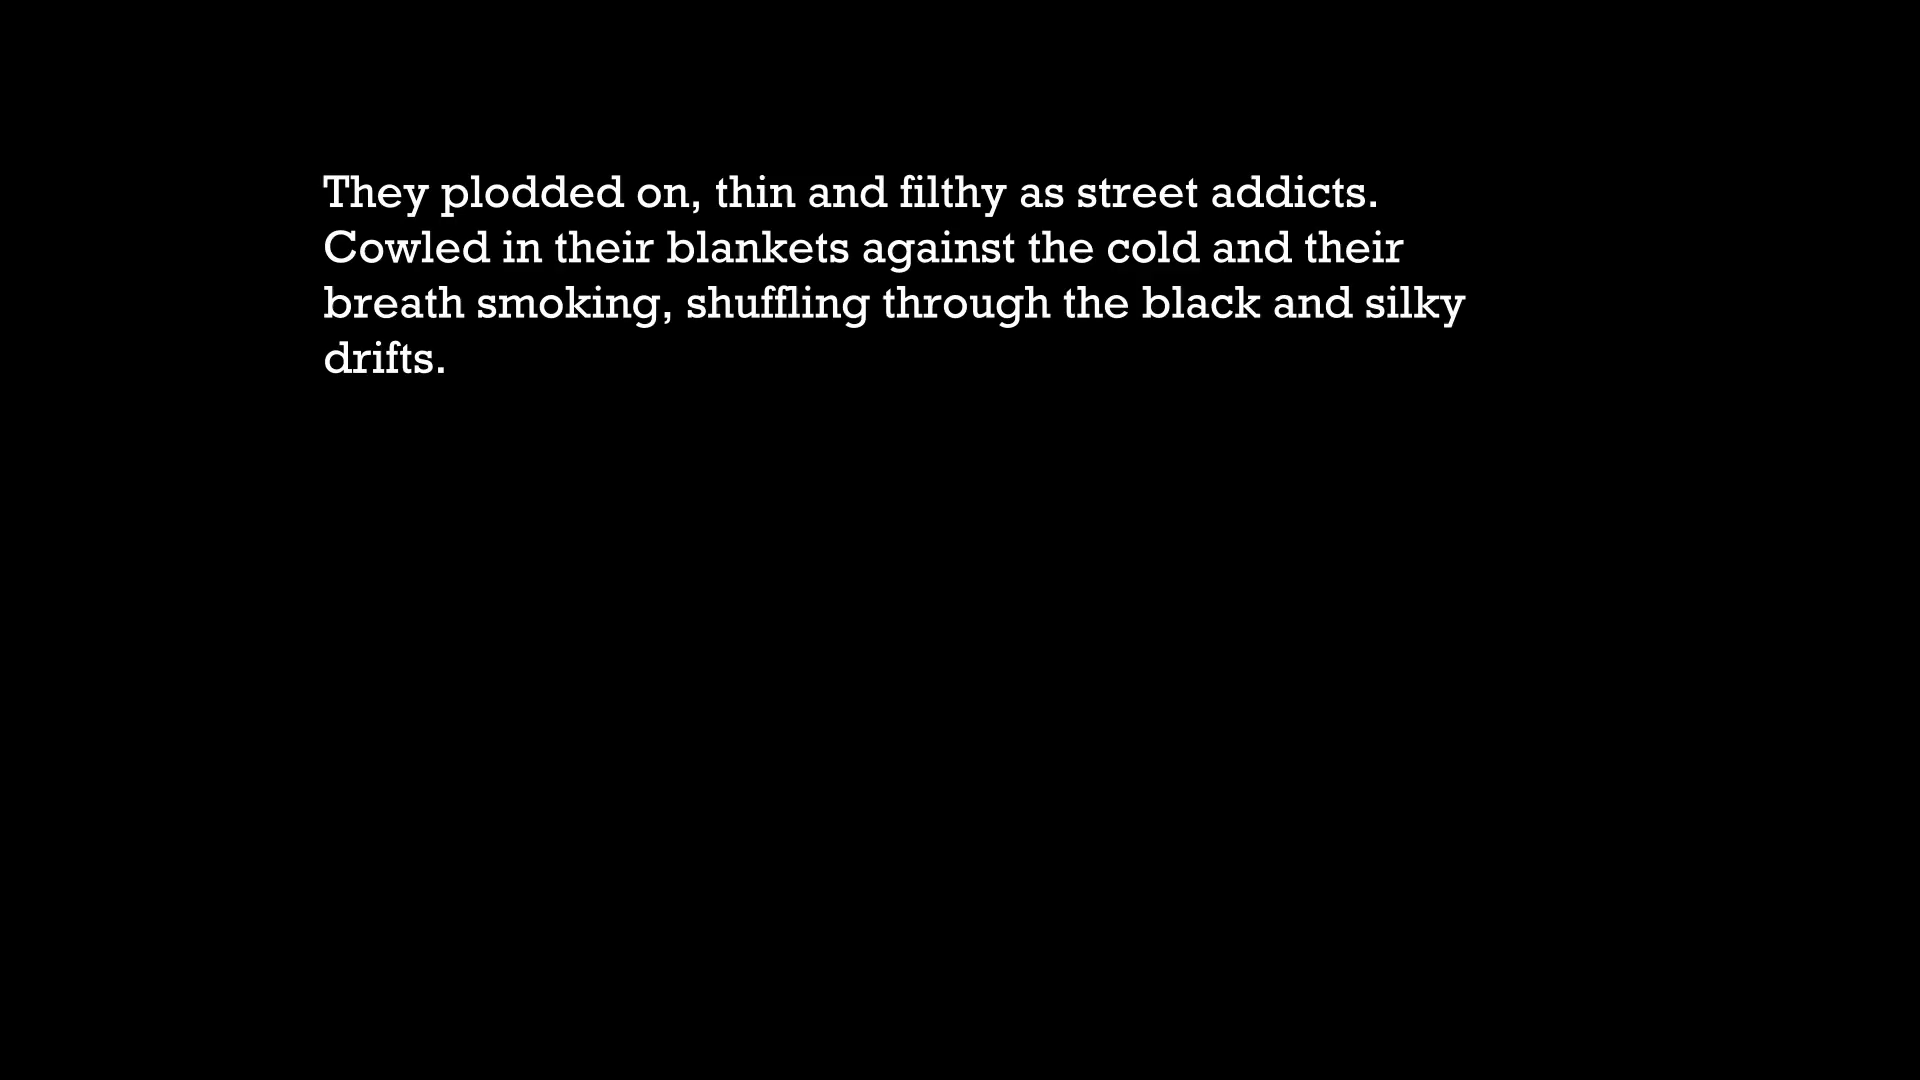 They plodded on, thin and filthy as street addicts.
Cowled in their blankets against the cold and their
breath smoking, shuffling through the black and silky
drifts.